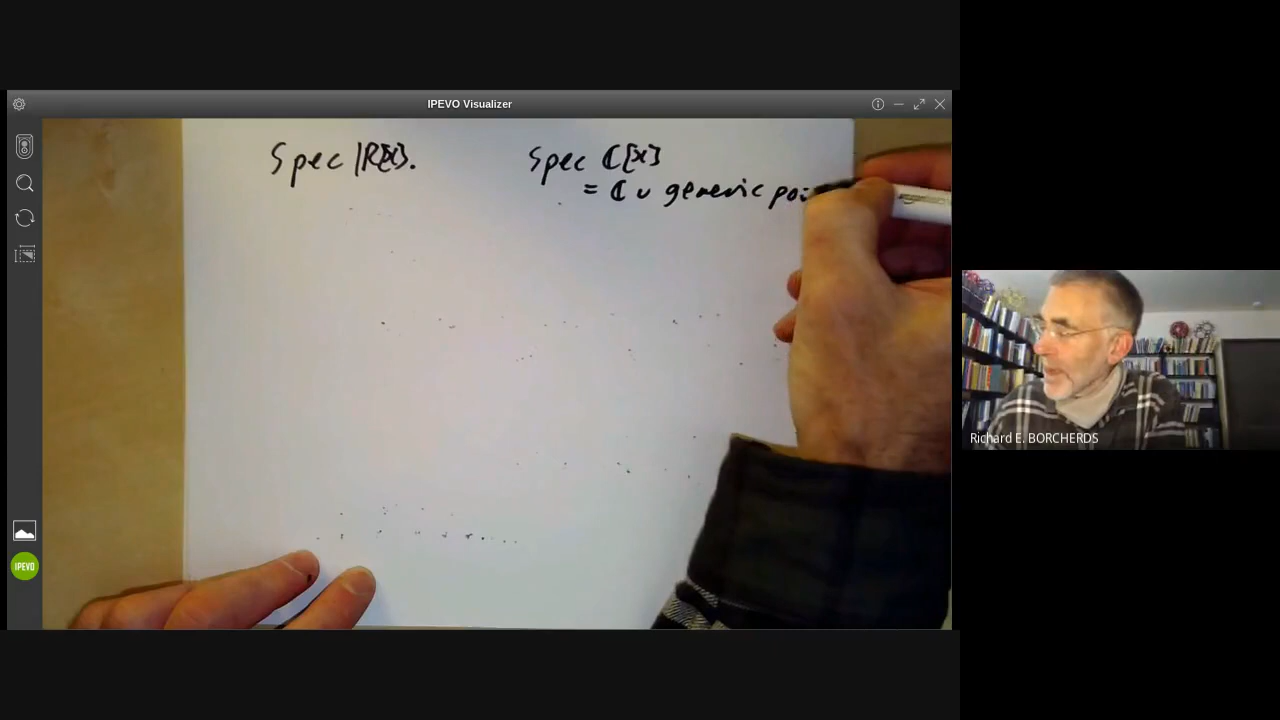 IPEVO Visualizer
Spec ℝ[x].
Spec ℂ[x]
= ℂ ∪ generic poi
Richard E. BORCHERDS
IPEVO